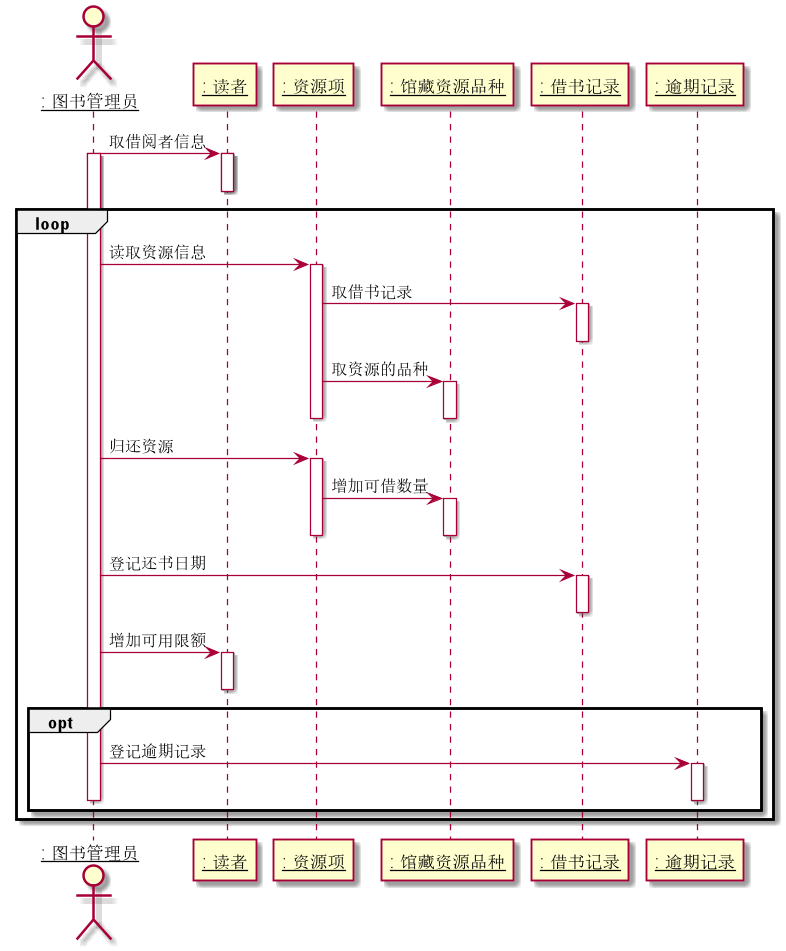 : 图书管理员
: 读者
: 资源项
: 馆藏资源品种
: 借书记录
: 逾期记录
取借阅者信息
loop
读取资源信息
取借书记录
取资源的品种
归还资源
增加可借数量
登记还书日期
增加可用限额
opt
登记逾期记录
: 图书管理员
: 读者
: 资源项
: 馆藏资源品种
: 借书记录
: 逾期记录